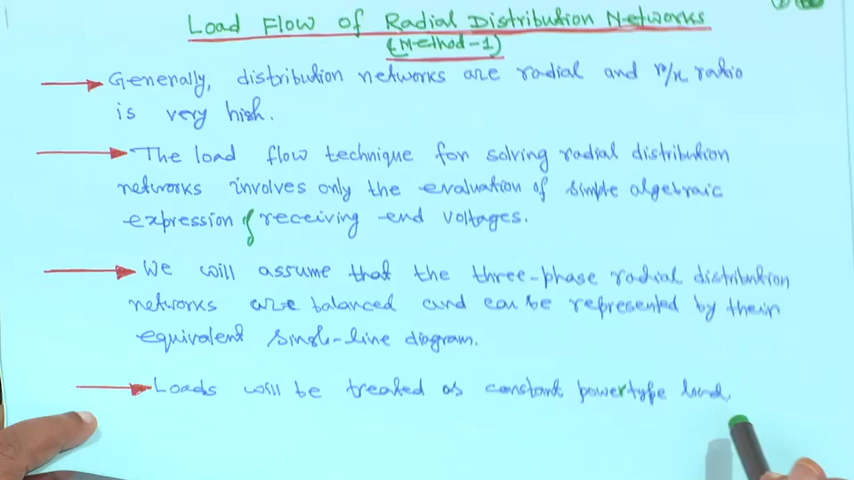 Load Flow of Radial Distribution Networks
(Method-1)
Generally, distribution networks are radial and r/x ratio
is very high.
The load flow technique for solving radial distribution
networks involves only the evaluation of simple algebraic
expression of receiving-end voltages.
We will assume that the three-phase radial distribution
networks are balanced and can be represented by their
equivalent single-line diagram.
Loads will be treated as constant power type load.